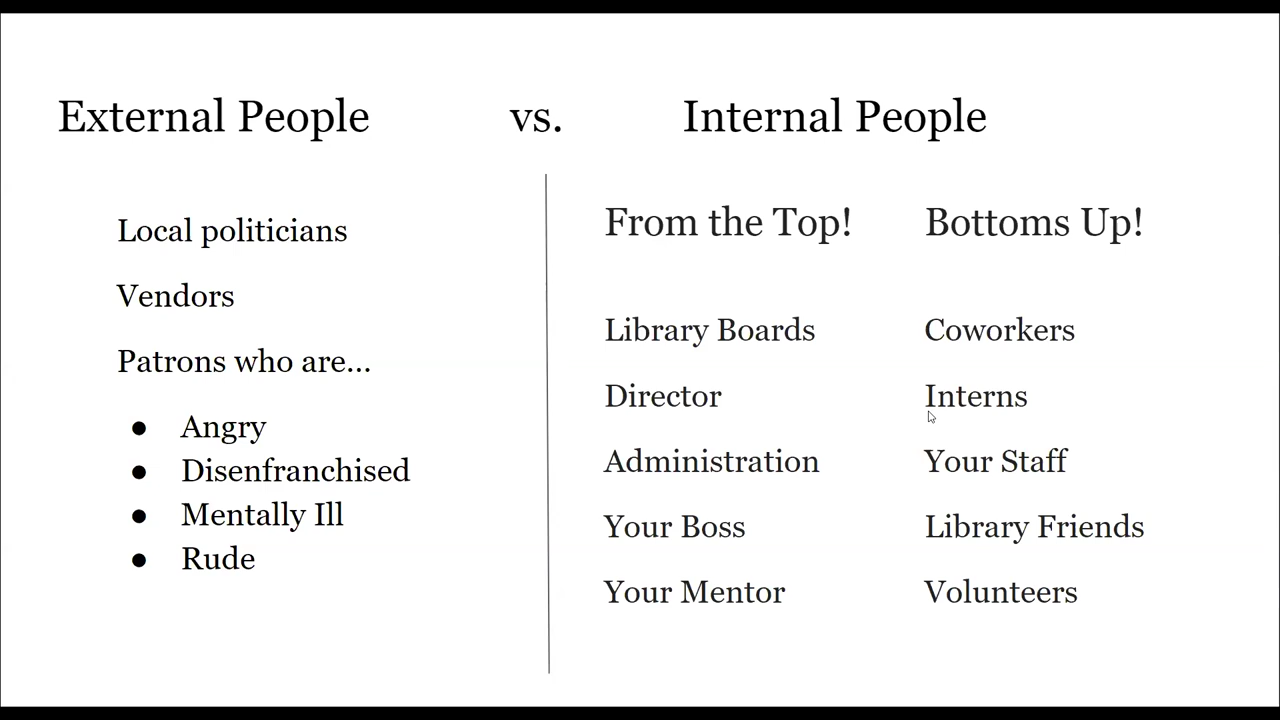 External People vs. Internal People
Local politicians
Vendors
Patrons who are...
● Angry
● Disenfranchised
● Mentally Ill
● Rude
From the Top!
Library Boards
Director
Administration
Your Boss
Your Mentor
Bottoms Up!
Coworkers
Interns
Your Staff
Library Friends
Volunteers